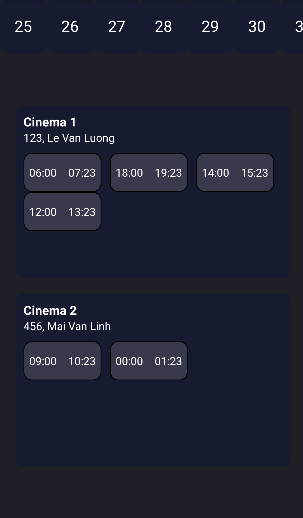 25 26 27 28 29 30 3
Cinema 1
123, Le Van Luong
06:00 07:23 18:00 19:23 14:00 15:23
12:00 13:23
Cinema 2
456, Mai Van Linh
09:00 10:23 00:00 01:23